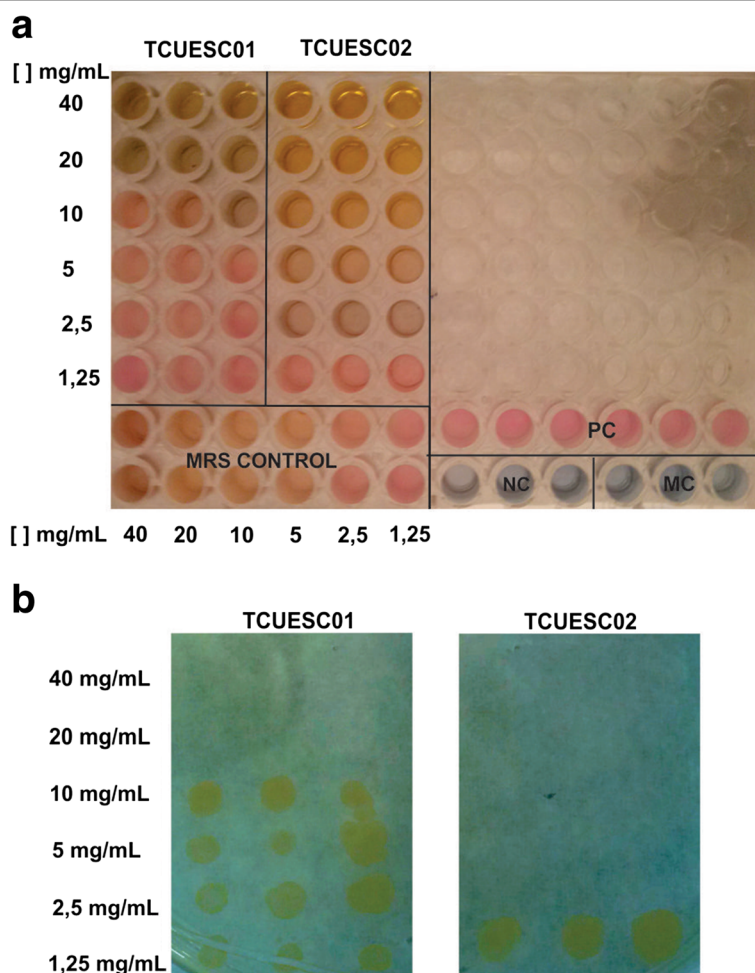 a
TCUESC01 TCUESC02
[ ] mg/mL
40
20
10
5
2,5
1,25
PC
MRS CONTROL
NC MC
[ ] mg/mL 40 20 10 5 2,5 1,25
b
TCUESC01 TCUESC02
40 mg/mL
20 mg/mL
10 mg/mL
5 mg/mL
2,5 mg/mL
1,25 mg/mL